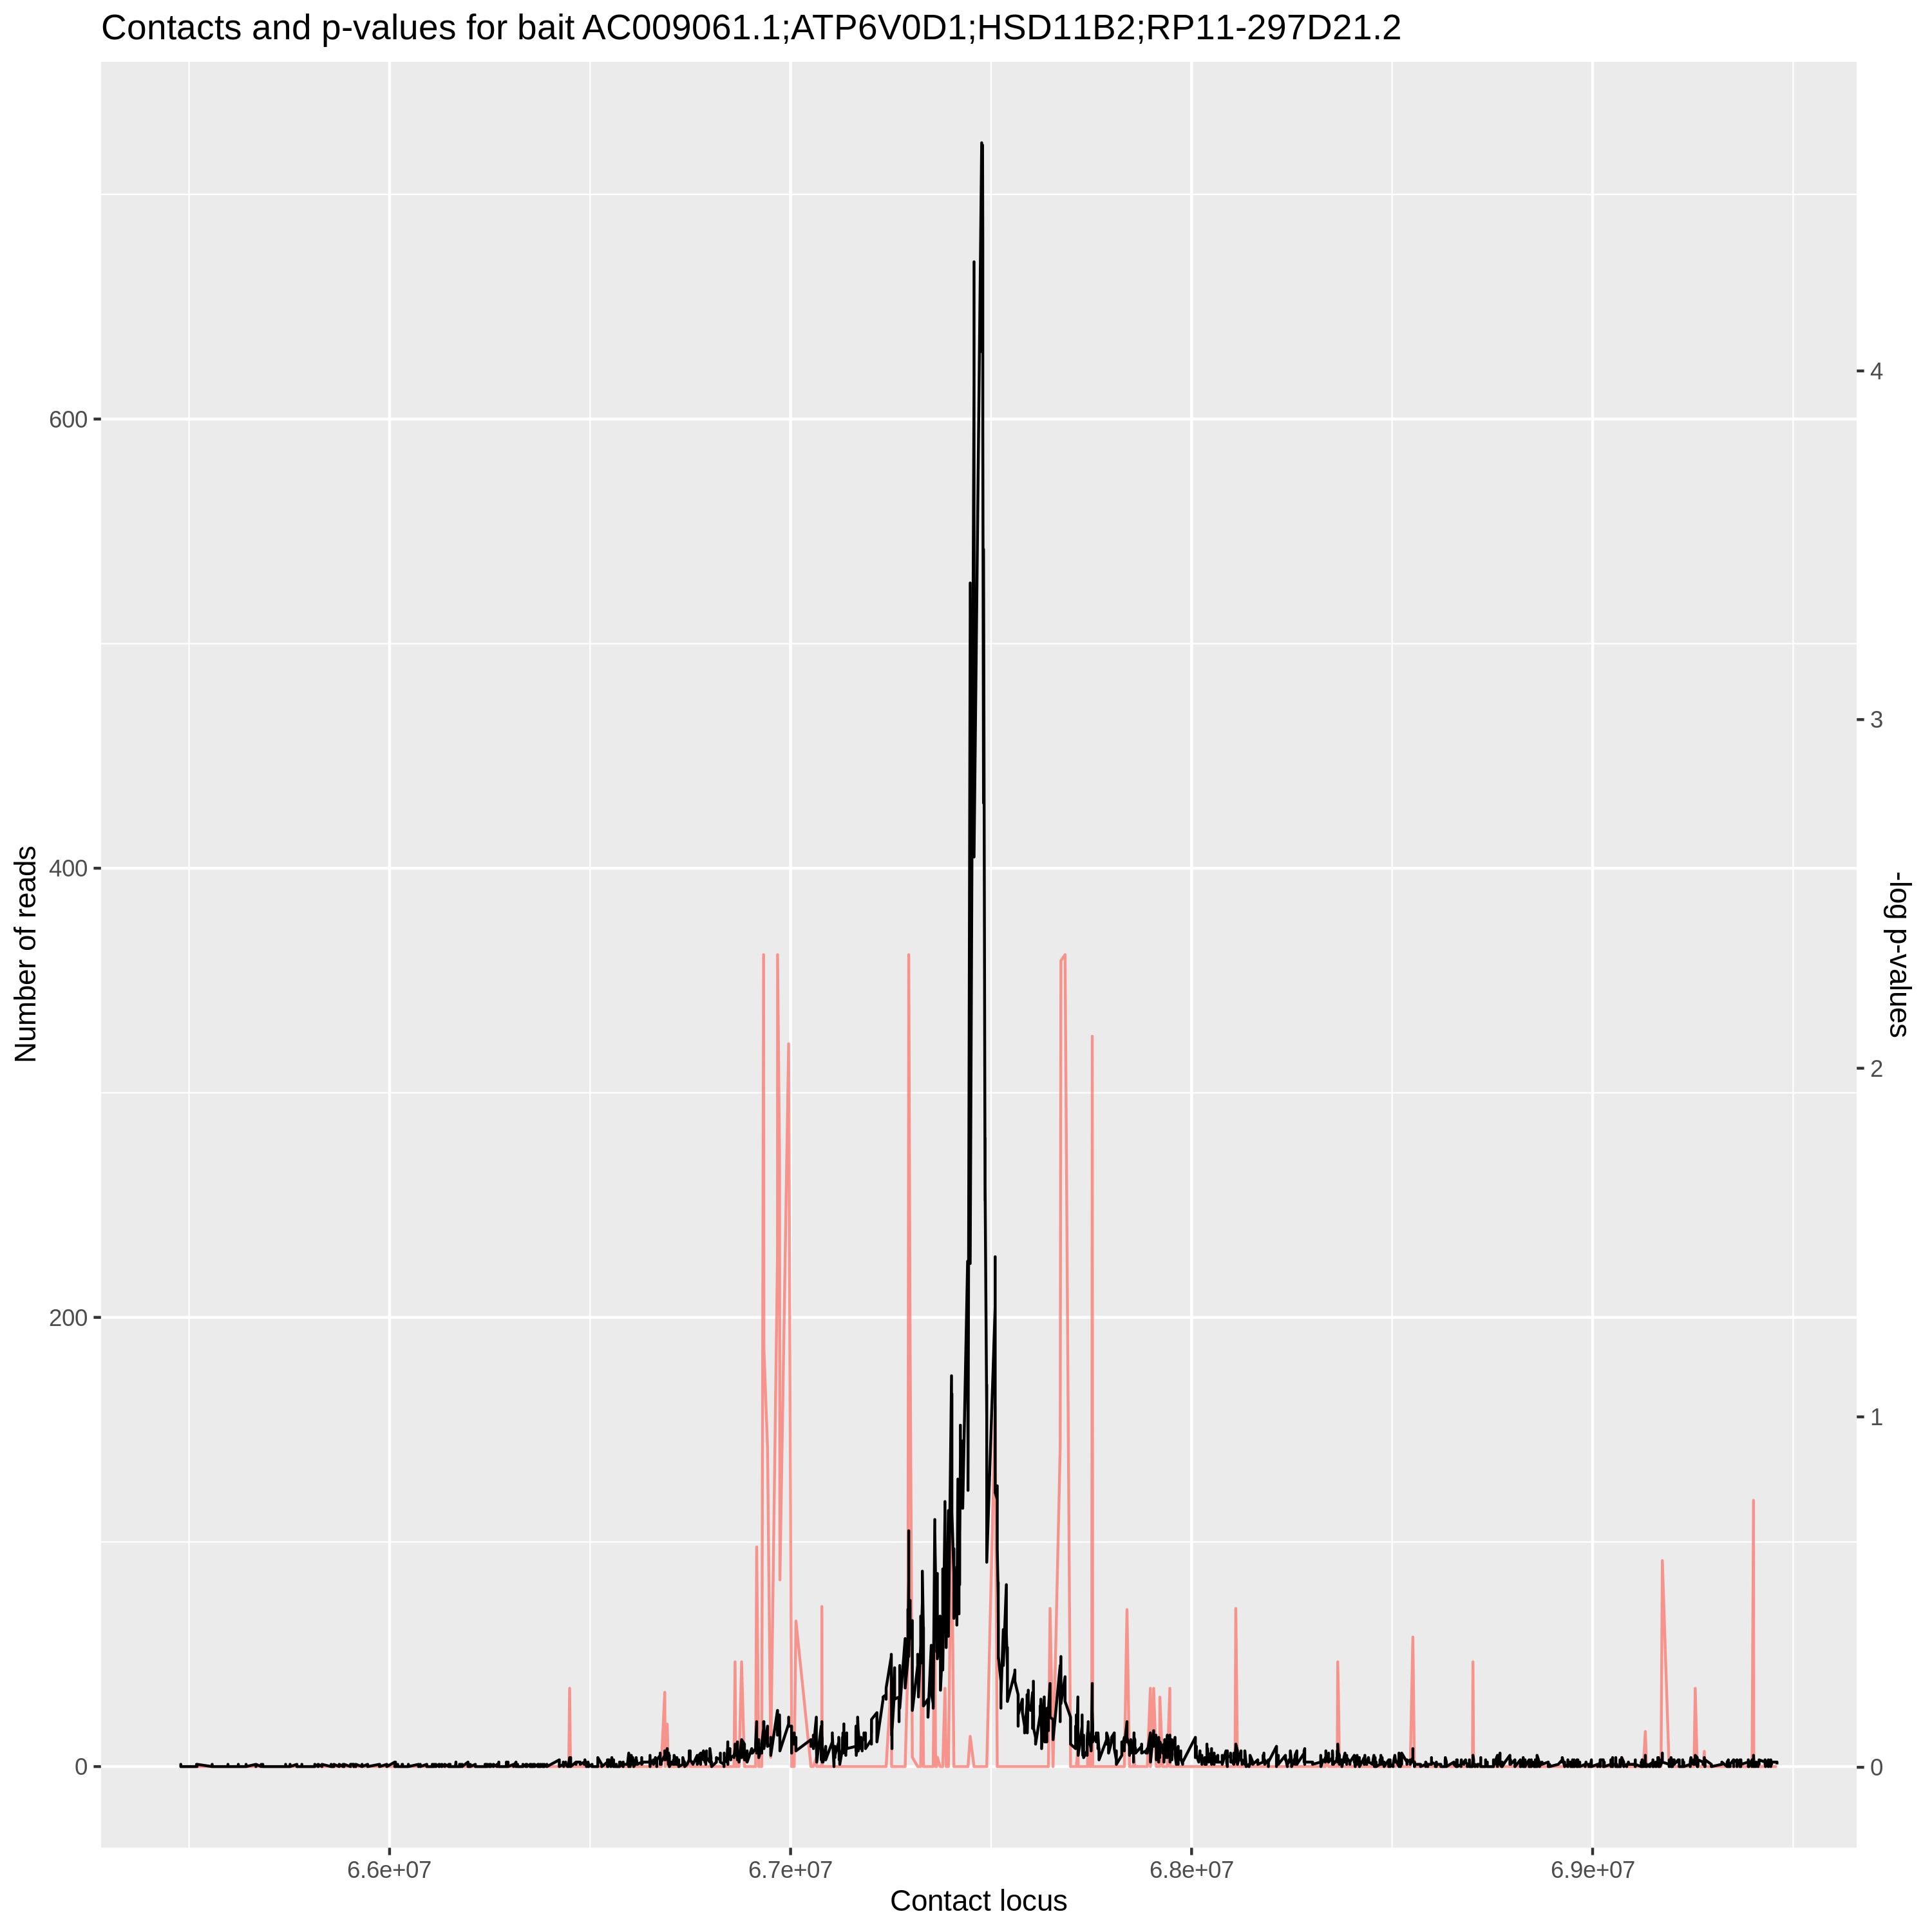 Contacts and p-values for bait AC009061.1;ATP6V0D1;HSD11B2;RP11-297D21.2
600
400
200
0
Number of reads
4
3
2
1
0
-log p-values
6.6e+07 6.7e+07 6.8e+07 6.9e+07
Contact locus